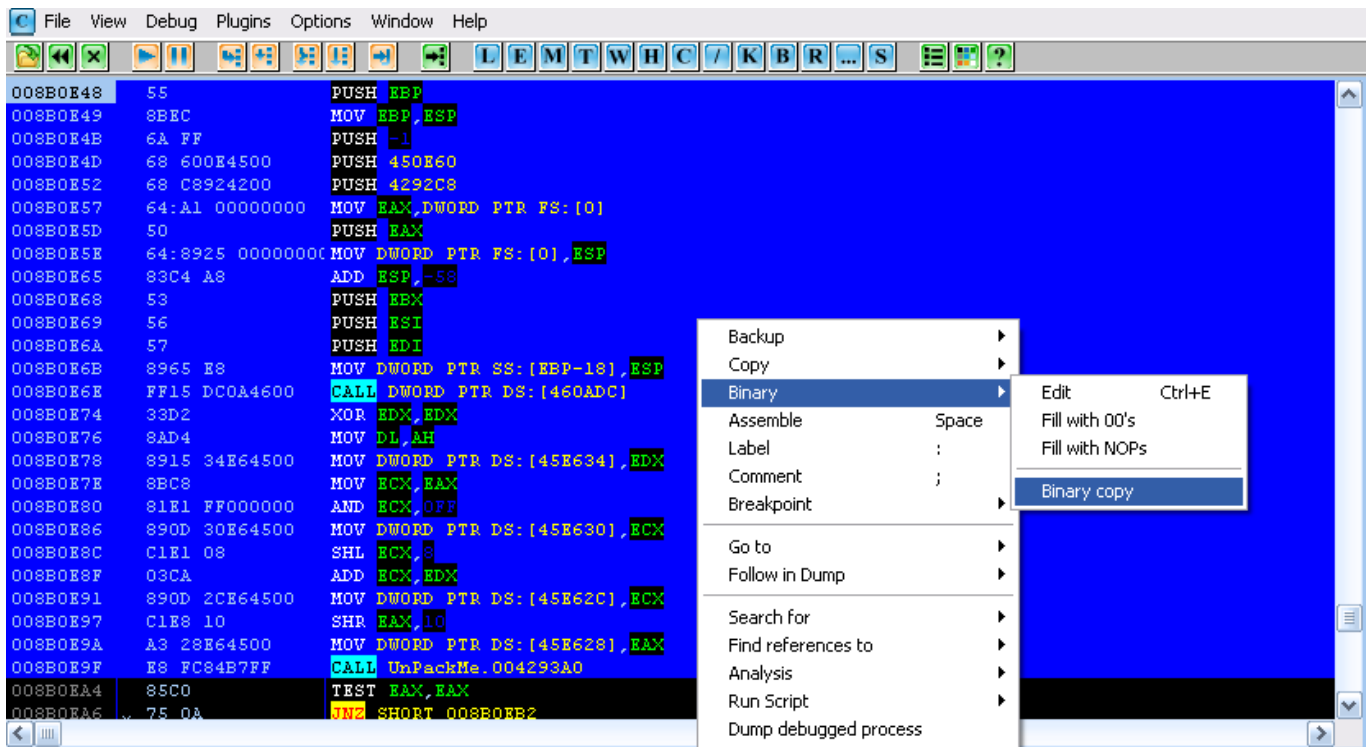 C File View Debug Plugins Options Window Help
L E M T W H C / K B R ... S ?
008B0E48 55 PUSH EBP
008B0E49 8BEC MOV EBP,ESP
008B0E4B 6A FF PUSH -1
008B0E4D 68 600E4500 PUSH 450E60
008B0E52 68 C8924200 PUSH 4292C8
008B0E57 64:A1 00000000 MOV EAX,DWORD PTR FS:[0]
008B0E5D 50 PUSH EAX
008B0E5E 64:8925 0000000( MOV DWORD PTR FS:[0],ESP
008B0E65 83C4 A8 ADD ESP,-58
008B0E68 53 PUSH EBX
008B0E69 56 PUSH ESI
008B0E6A 57 PUSH EDI
008B0E6B 8965 E8 MOV DWORD PTR SS:[EBP-18],ESP
008B0E6E FF15 DC0A4600 CALL DWORD PTR DS:[460ADC]
008B0E74 33D2 XOR EDX,EDX
008B0E76 8AD4 MOV DL,AH
008B0E78 8915 34E64500 MOV DWORD PTR DS:[45E634],EDX
008B0E7E 8BC8 MOV ECX,EAX
008B0E80 81E1 FF000000 AND ECX,0FF
008B0E86 890D 30E64500 MOV DWORD PTR DS:[45E630],ECX
008B0E8C C1E1 08 SHL ECX,8
008B0E8F 03CA ADD ECX,EDX
008B0E91 890D 2CE64500 MOV DWORD PTR DS:[45E62C],ECX
008B0E97 C1E8 10 SHR EAX,10
008B0E9A A3 28E64500 MOV DWORD PTR DS:[45E628],EAX
008B0E9F E8 FC84B7FF CALL UnPackMe.004293A0
008B0EA4 85C0 TEST EAX,EAX
008B0EA6 75 0A JNZ SHORT 008B0EB2
Backup
Copy
Binary
Assemble Space
Label :
Comment ;
Breakpoint
Go to
Follow in Dump
Search for
Find references to
Analysis
Run Script
Dump debugged process
Edit Ctrl+E
Fill with 00's
Fill with NOPs
Binary copy